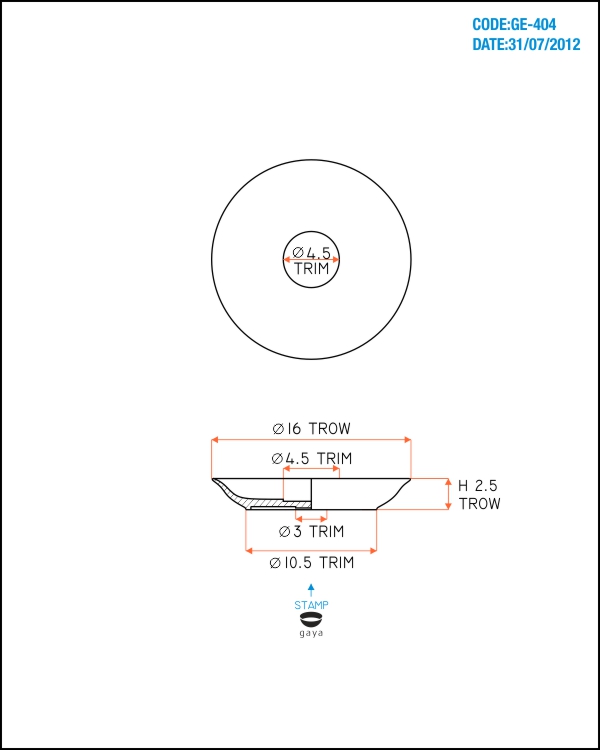 CODE:GE-404
DATE:31/07/2012
Ø4.5
TRIM
Ø16 TROW
Ø4.5 TRIM
H 2.5
TROW
Ø3 TRIM
Ø10.5 TRIM
STAMP
gaya